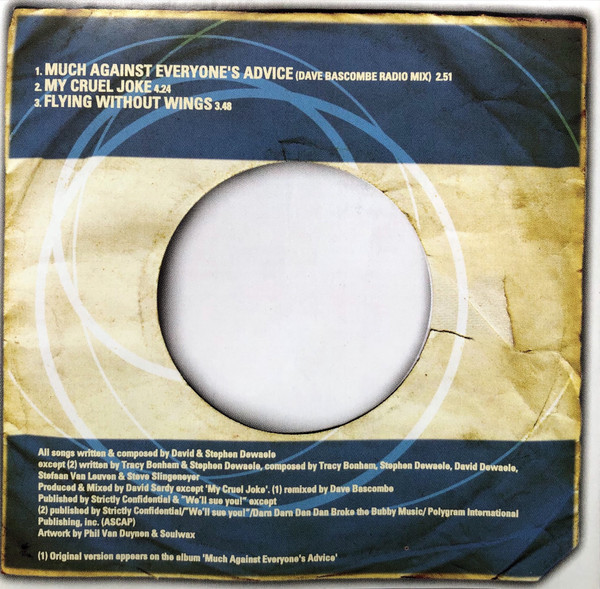 1. MUCH AGAINST EVERYONE'S ADVICE (DAVE BASCOMBE RADIO MIX) 2.51
2. MY CRUEL JOKE 4.24
3. FLYING WITHOUT WINGS 3.48
All songs written & composed by David & Stephen Dewaele
except (2) written by Tracy Bonham & Stephen Dewaele, composed by Tracy Bonham, Stephen Dewaele, David Dewaele,
Stefaan Van Leuven & Steve Slingeneyer
Produced & Mixed by David Sardy except 'My Cruel Joke'. (1) remixed by Dave Bascombe
Published by Strictly Confidential & "We'll sue you!" except
(2) published by Strictly Confidential/"We'll sue you!"/Darn Darn Dan Dan Broke the Bubby Music/ Polygram International
Publishing, inc. (ASCAP)
Artwork by Phil Van Duynen & Soulwax
(1) Original version appears on the album 'Much Against Everyone's Advice'